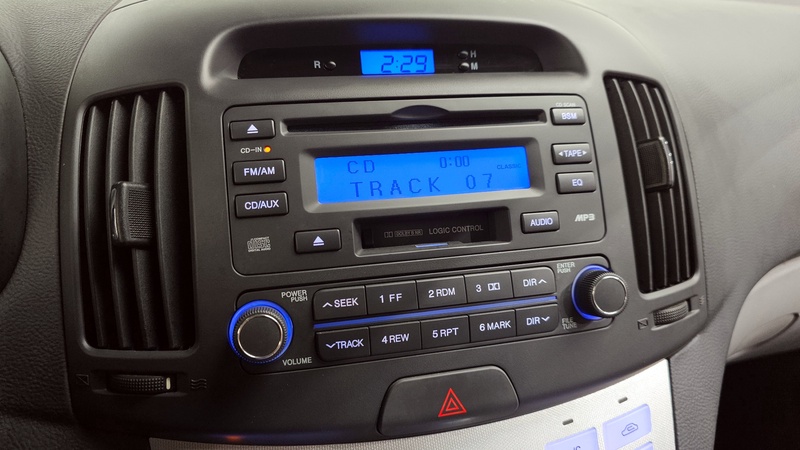 R 2:29 H
M
CD-SCAN
BSM
CD-IN
FM/AM
CD/AUX
CD 0:00 CLASSIC
TRACK 07
◂TAPE▸
EQ
AUDIO
MP3
LOGIC CONTROL
POWER
PUSH
VOLUME
SEEK 1 FF 2 RDM 3 DIR
TRACK 4 REW 5 RPT 6 MARK DIR
ENTER
PUSH
FILE
TUNE